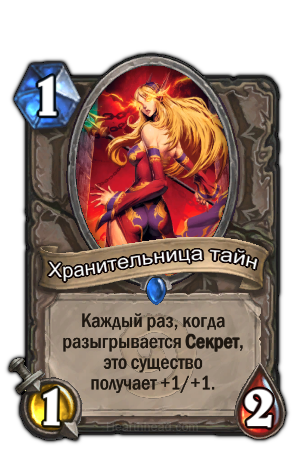 1
Хранительница тайн
Каждый раз, когда
разыгрывается Секрет,
это существо
получает +1/+1.
1
2